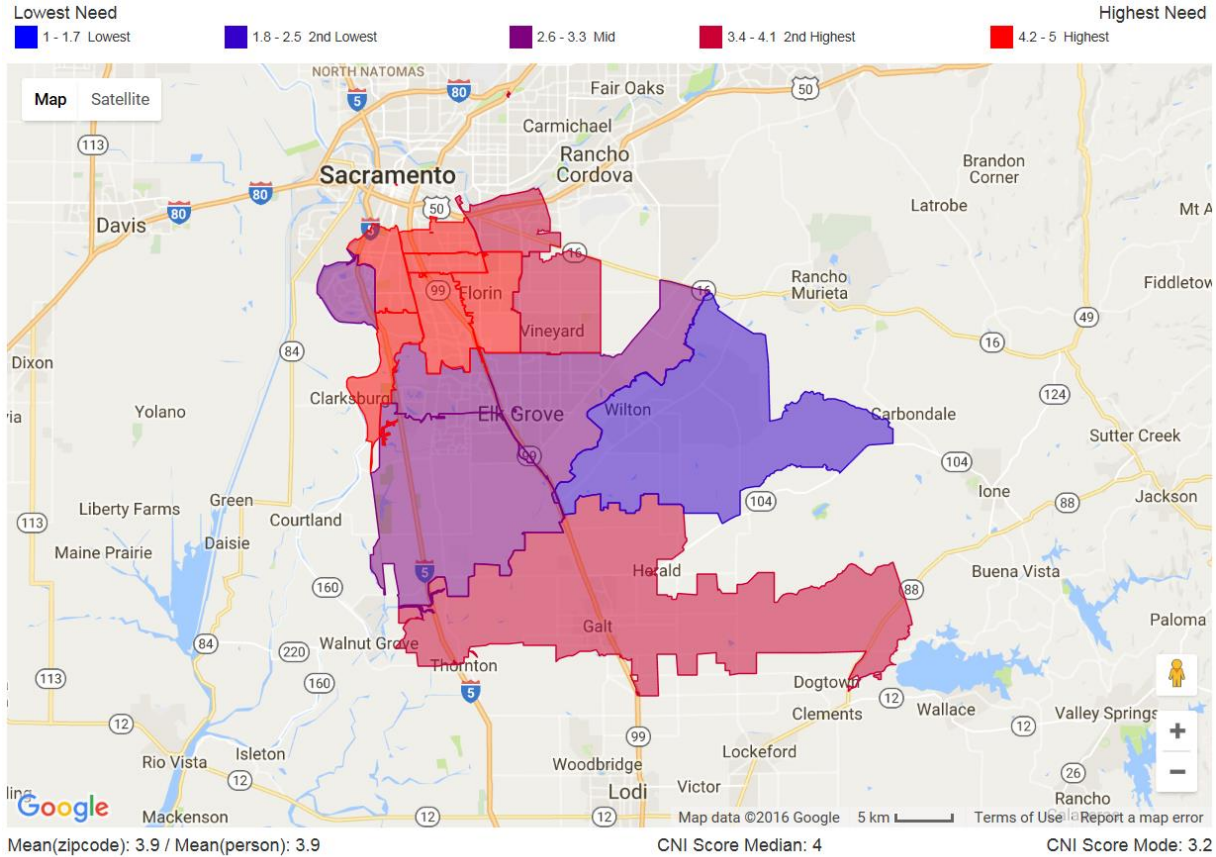 Lowest Need
Highest Need
1 - 1.7 Lowest
1.8 - 2.5 2nd Lowest
2.6 - 3.3 Mid
3.4 - 4.1 2nd Highest
4.2 - 5 Highest
Map
Satellite
NORTH NATOMAS
5
80
Fair Oaks
50
113
Carmichael
Rancho
Cordova
Sacramento
80
80
Davis
50
5
Brandon
Corner
Latrobe
Mt A
16
Rancho
Murieta
Fiddletow
99
Florin
16
49
Vineyard
16
84
Dixon
124
Clarksburg
Yolano
via
Elk Grove
Wilton
Carbondale
Sutter Creek
99
104
Ione
Jackson
88
104
Liberty Farms
Green
113
Courtland
Daisie
Maine Prairie
5
Herald
Buena Vista
160
88
Galt
Paloma
84
Walnut Grove
220
Thornton
113
160
5
Dogtown
12
Wallace
Clements
12
Valley Springs
12
99
Isleton
Rio Vista
12
Woodbridge
Lockeford
26
Lodi
Victor
Rancho
ling
Google
Mackenson
12
12
Map data ©2016 Google
5 km
Terms of Use
Report a map error
Mean(zipcode): 3.9 / Mean(person): 3.9
CNI Score Median: 4
CNI Score Mode: 3.2